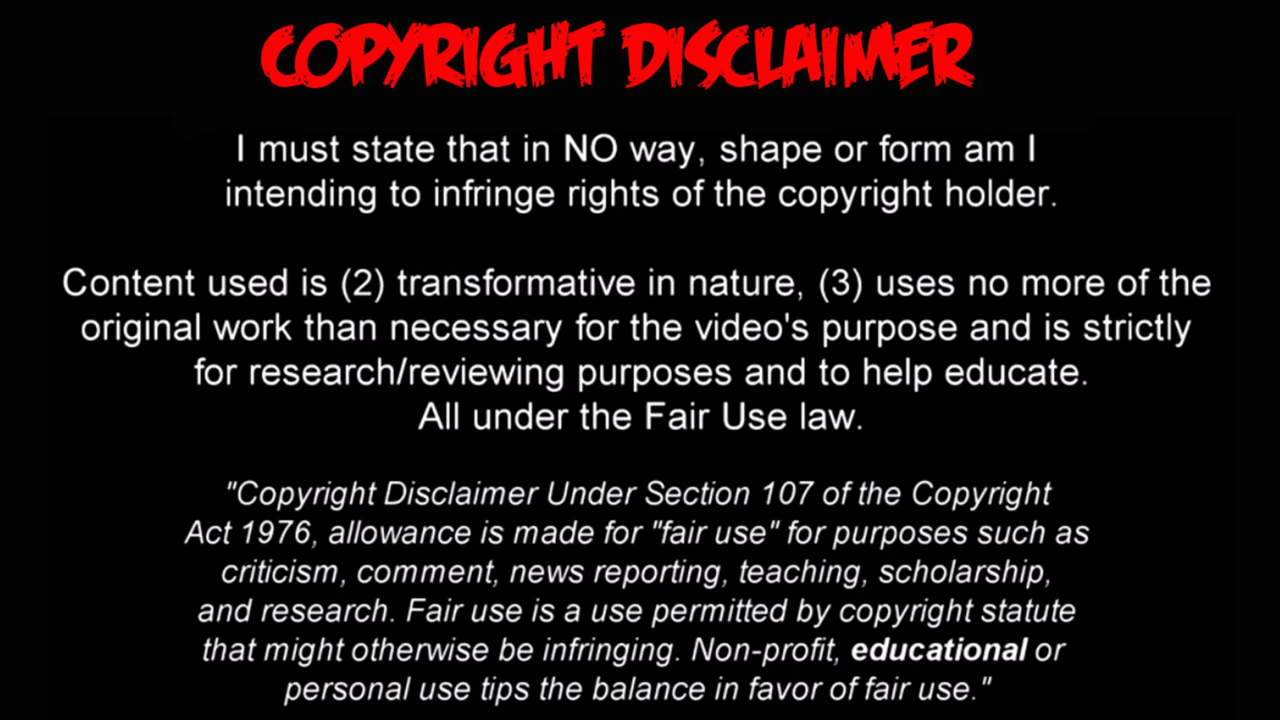 COPYRIGHT DISCLAIMER
I must state that in NO way, shape or form am I
intending to infringe rights of the copyright holder.
Content used is (2) transformative in nature, (3) uses no more of the
original work than necessary for the video's purpose and is strictly
for research/reviewing purposes and to help educate.
All under the Fair Use law.
"Copyright Disclaimer Under Section 107 of the Copyright
Act 1976, allowance is made for "fair use" for purposes such as
criticism, comment, news reporting, teaching, scholarship,
and research. Fair use is a use permitted by copyright statute
that might otherwise be infringing. Non-profit, educational or
personal use tips the balance in favor of fair use."